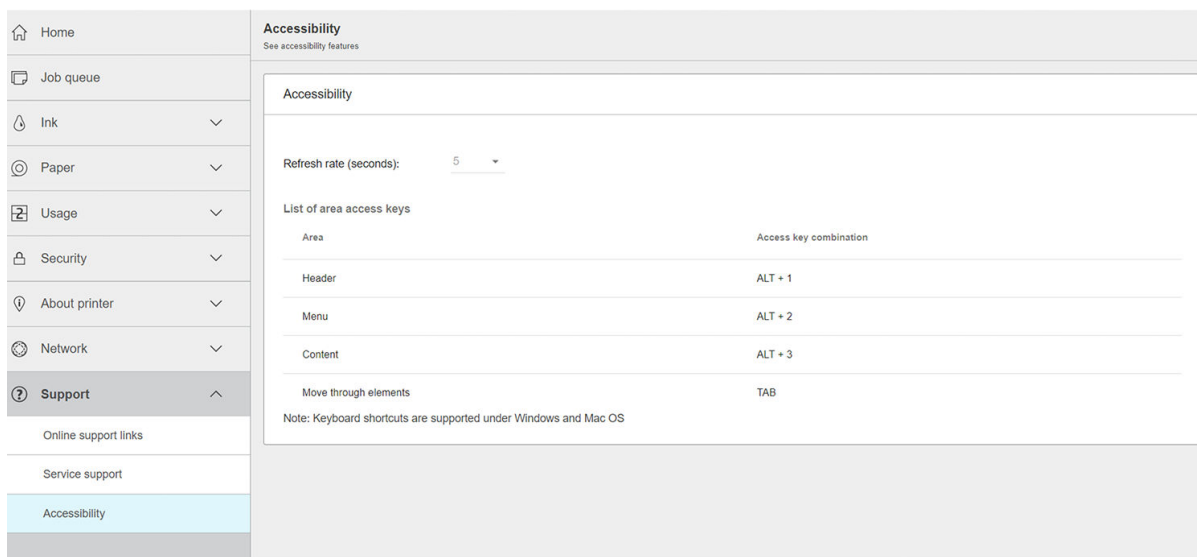 Home
Job queue
Ink
Paper
Usage
Security
About printer
Network
Support
Online support links
Service support
Accessibility
Accessibility
See accessibility features
Accessibility
Refresh rate (seconds): 5
List of area access keys
Area Access key combination
Header ALT + 1
Menu ALT + 2
Content ALT + 3
Move through elements TAB
Note: Keyboard shortcuts are supported under Windows and Mac OS